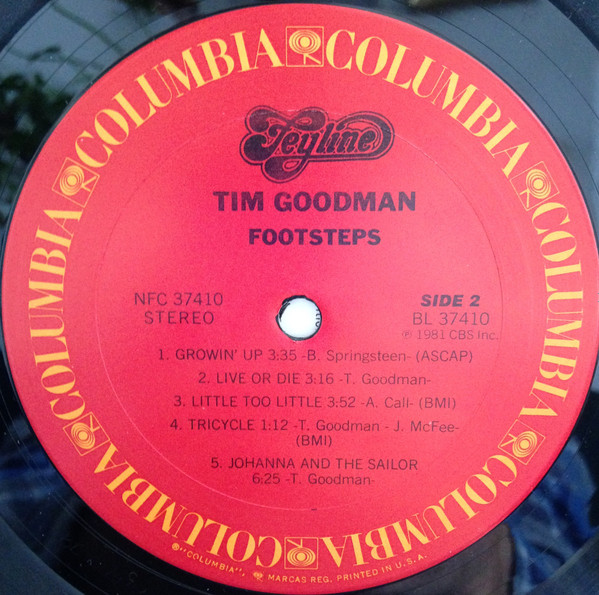 COLUMBIA COLUMBIA COLUMBIA COLUMBIA COLUMBIA COLUMBIA COLUMBIA COLUMBIA
Feyline
TIM GOODMAN
FOOTSTEPS
NFC 37410
STEREO
SIDE 2
BL 37410
℗ 1981 CBS Inc.
1. GROWIN' UP 3:35 -B. Springsteen- (ASCAP)
2. LIVE OR DIE 3:16 -T. Goodman-
3. LITTLE TOO LITTLE 3:52 -A. Call- (BMI)
4. TRICYCLE 1:12 -T. Goodman - J. McFee-
(BMI)
5. JOHANNA AND THE SAILOR
6:25 -T. Goodman-
®"COLUMBIA", MARCAS REG. PRINTED IN U.S.A.